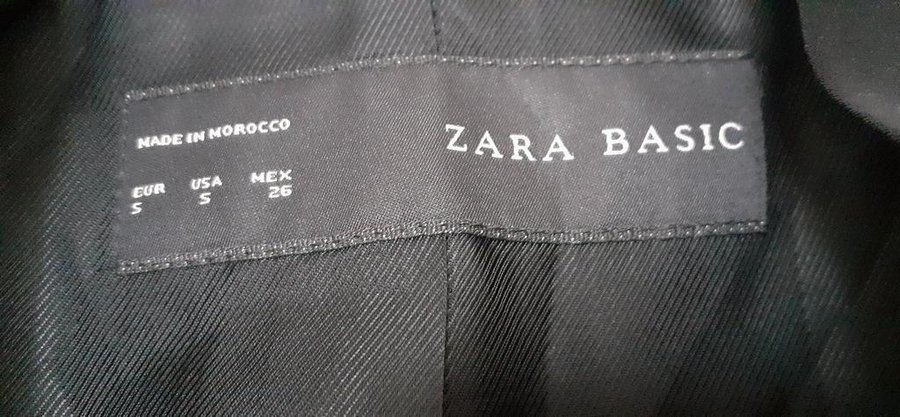 MADE IN MOROCCO
ZARA BASIC
EUR USA MEX
S S 26